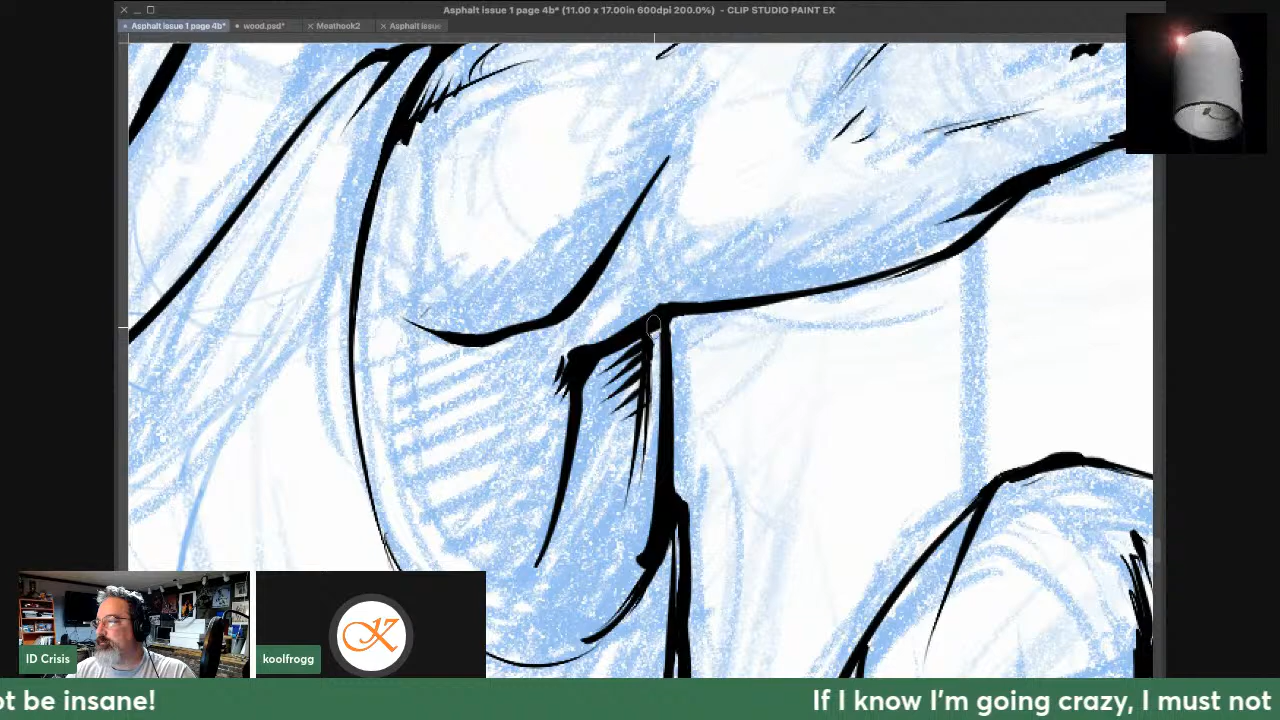 Asphalt issue 1 page 4b* (11.00 x 17.00in 600dpi 200.0%) - CLIP STUDIO PAINT EX
Asphalt issue 1 page 4b* wood.psd* Meathook2 Asphalt issue
ID Crisis
K
koolfrogg
ot be insane! If I know I'm going crazy, I must not